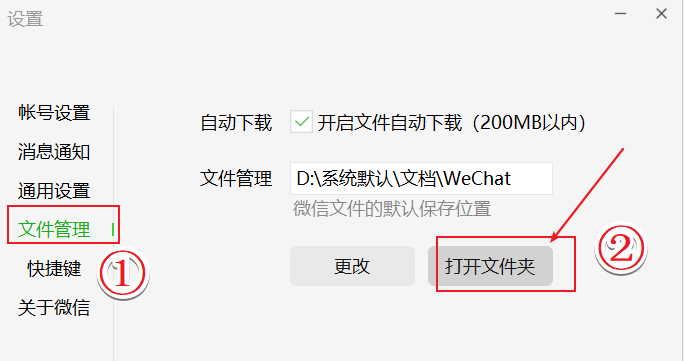 设置
帐号设置
消息通知
通用设置
文件管理
快捷键
关于微信
自动下载 开启文件自动下载（200MB以内）
文件管理 D:\系统默认\文档\WeChat
微信文件的默认保存位置
更改 打开文件夹
①
②